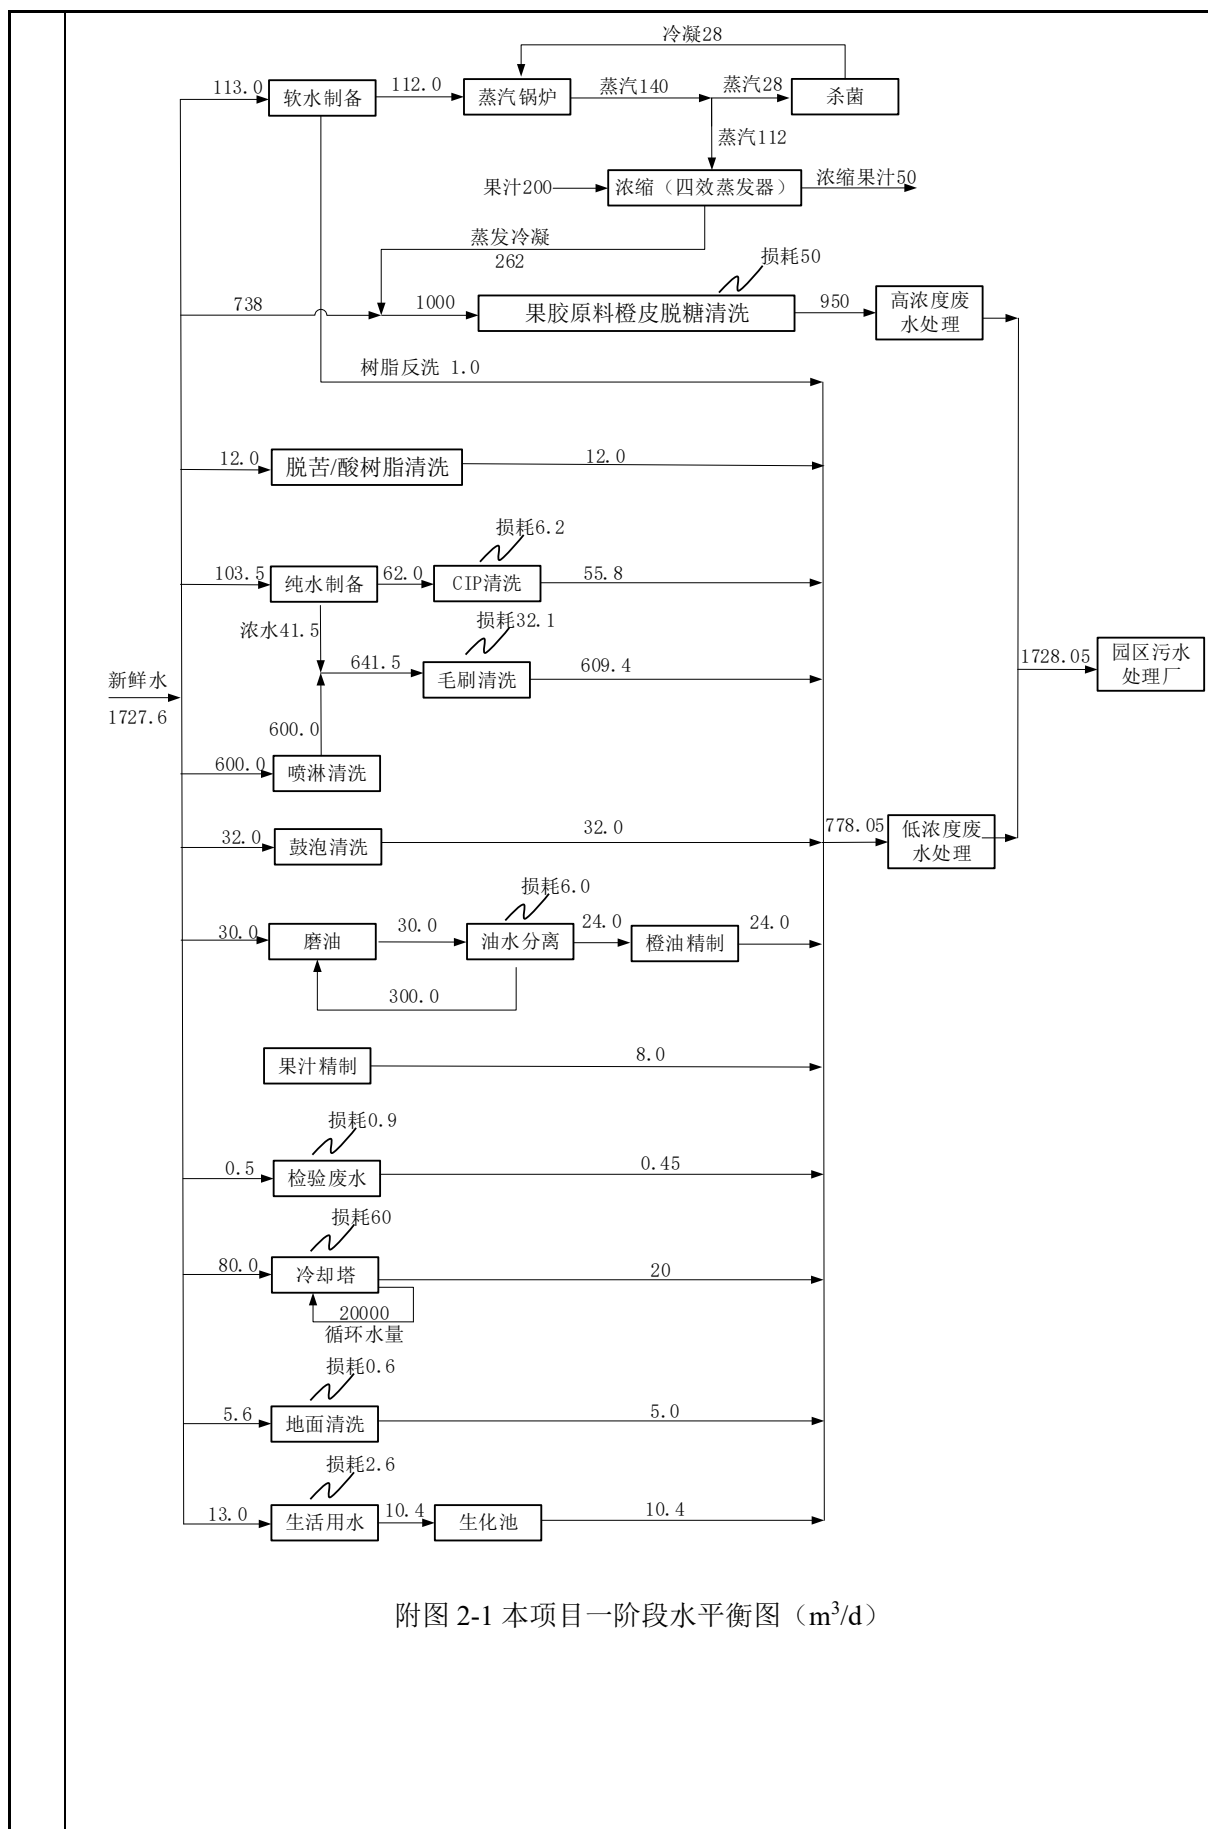 冷凝28
113.0
软水制备
112.0
蒸汽锅炉
蒸汽140
蒸汽28
杀菌
蒸汽112
果汁200
浓缩（四效蒸发器）
浓缩果汁50
蒸发冷凝
262
损耗50
738
1000
果胶原料橙皮脱糖清洗
950
高浓度废
水处理
树脂反洗 1.0
12.0
脱苦/酸树脂清洗
12.0
损耗6.2
103.5
纯水制备
62.0
CIP清洗
55.8
浓水41.5
损耗32.1
641.5
毛刷清洗
609.4
1728.05
园区污水
处理厂
新鲜水
1727.6
600.0
600.0
喷淋清洗
32.0
鼓泡清洗
32.0
778.05
低浓度废
水处理
损耗6.0
30.0
磨油
30.0
油水分离
24.0
橙油精制
24.0
300.0
果汁精制
8.0
损耗0.9
0.5
检验废水
0.45
损耗60
80.0
冷却塔
20
20000
循环水量
损耗0.6
5.6
地面清洗
5.0
损耗2.6
13.0
生活用水
10.4
生化池
10.4
附图 2-1 本项目一阶段水平衡图（m³/d）